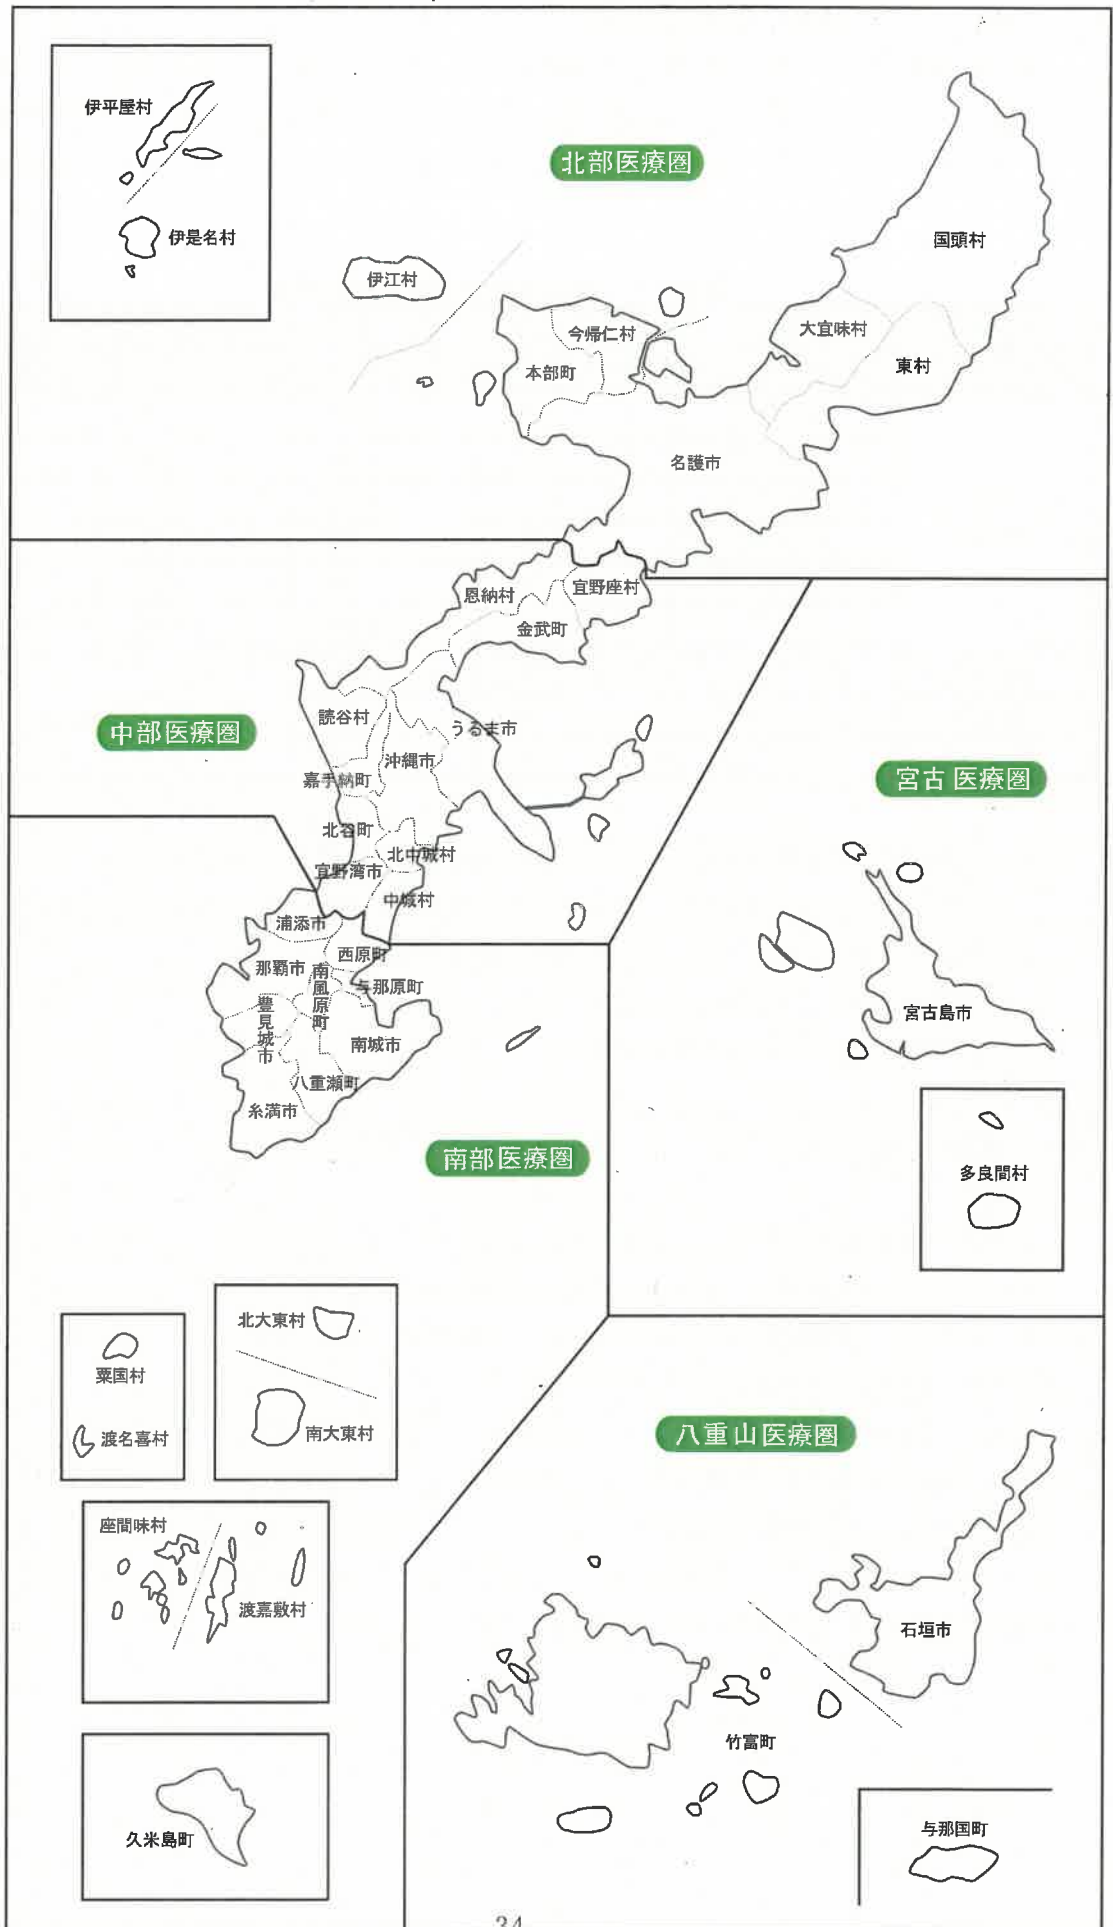 伊平屋村
伊是名村
北部医療圏
国頭村
伊江村
今帰仁村
大宜味村
本部町
東村
名護市
恩納村
宜野座村
金武町
中部医療圏
読谷村
うるま市
沖縄市
嘉手納町
北谷町
北中城村
宜野湾市
中城村
宮古医療圏
浦添市
西原町
那覇市
南風原町
与那原町
豊見城市
南城市
八重瀬町
糸満市
宮古島市
南部医療圏
多良間村
北大東村
粟国村
渡名喜村
南大東村
八重山医療圏
座間味村
渡嘉敷村
石垣市
竹富町
久米島町
与那国町
34